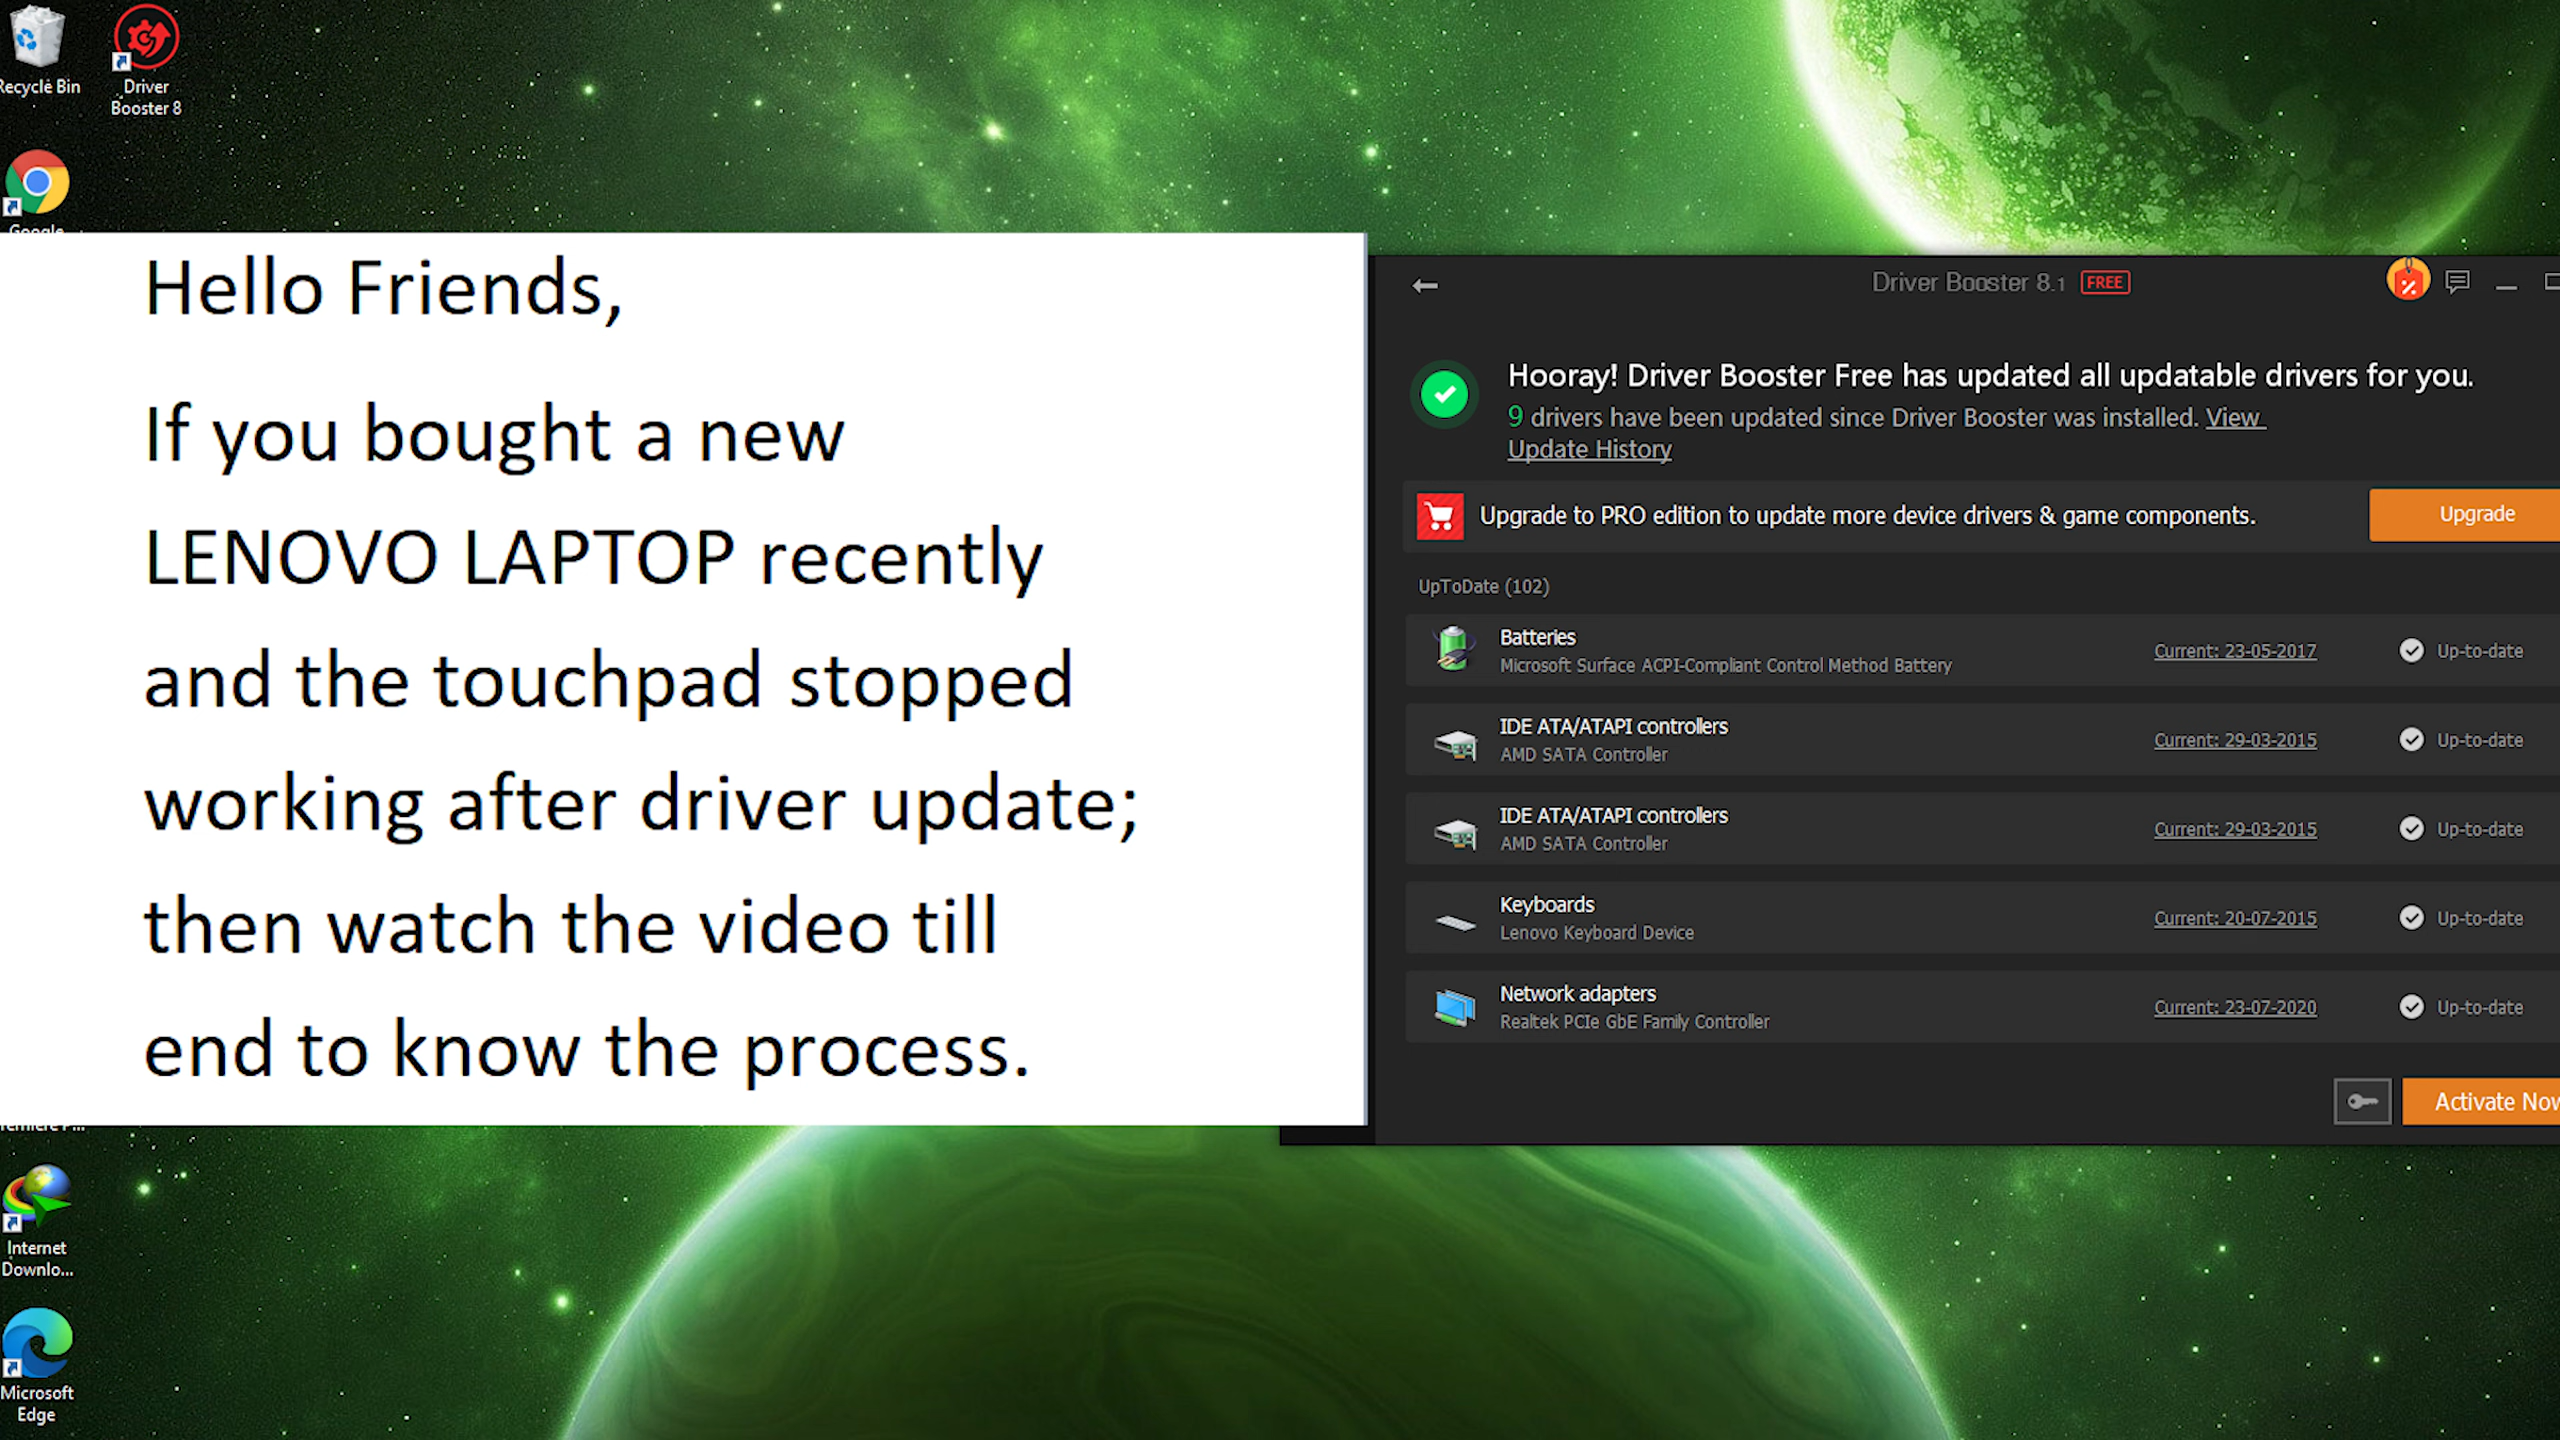 Recycle Bin
Driver
Booster 8
Google
Hello Friends,
If you bought a new
LENOVO LAPTOP recently
and the touchpad stopped
working after driver update;
then watch the video till
end to know the process.
Internet
Downlo...
Microsoft
Edge
Driver Booster 8.1 FREE
Hooray! Driver Booster Free has updated all updatable drivers for you.
9 drivers have been updated since Driver Booster was installed. View
Update History
Upgrade to PRO edition to update more device drivers & game components.
Upgrade
UpToDate (102)
Batteries
Microsoft Surface ACPI-Compliant Control Method Battery
Current: 23-05-2017
Up-to-date
IDE ATA/ATAPI controllers
AMD SATA Controller
Current: 29-03-2015
Up-to-date
IDE ATA/ATAPI controllers
AMD SATA Controller
Current: 29-03-2015
Up-to-date
Keyboards
Lenovo Keyboard Device
Current: 20-07-2015
Up-to-date
Network adapters
Realtek PCIe GbE Family Controller
Current: 23-07-2020
Up-to-date
Activate Now